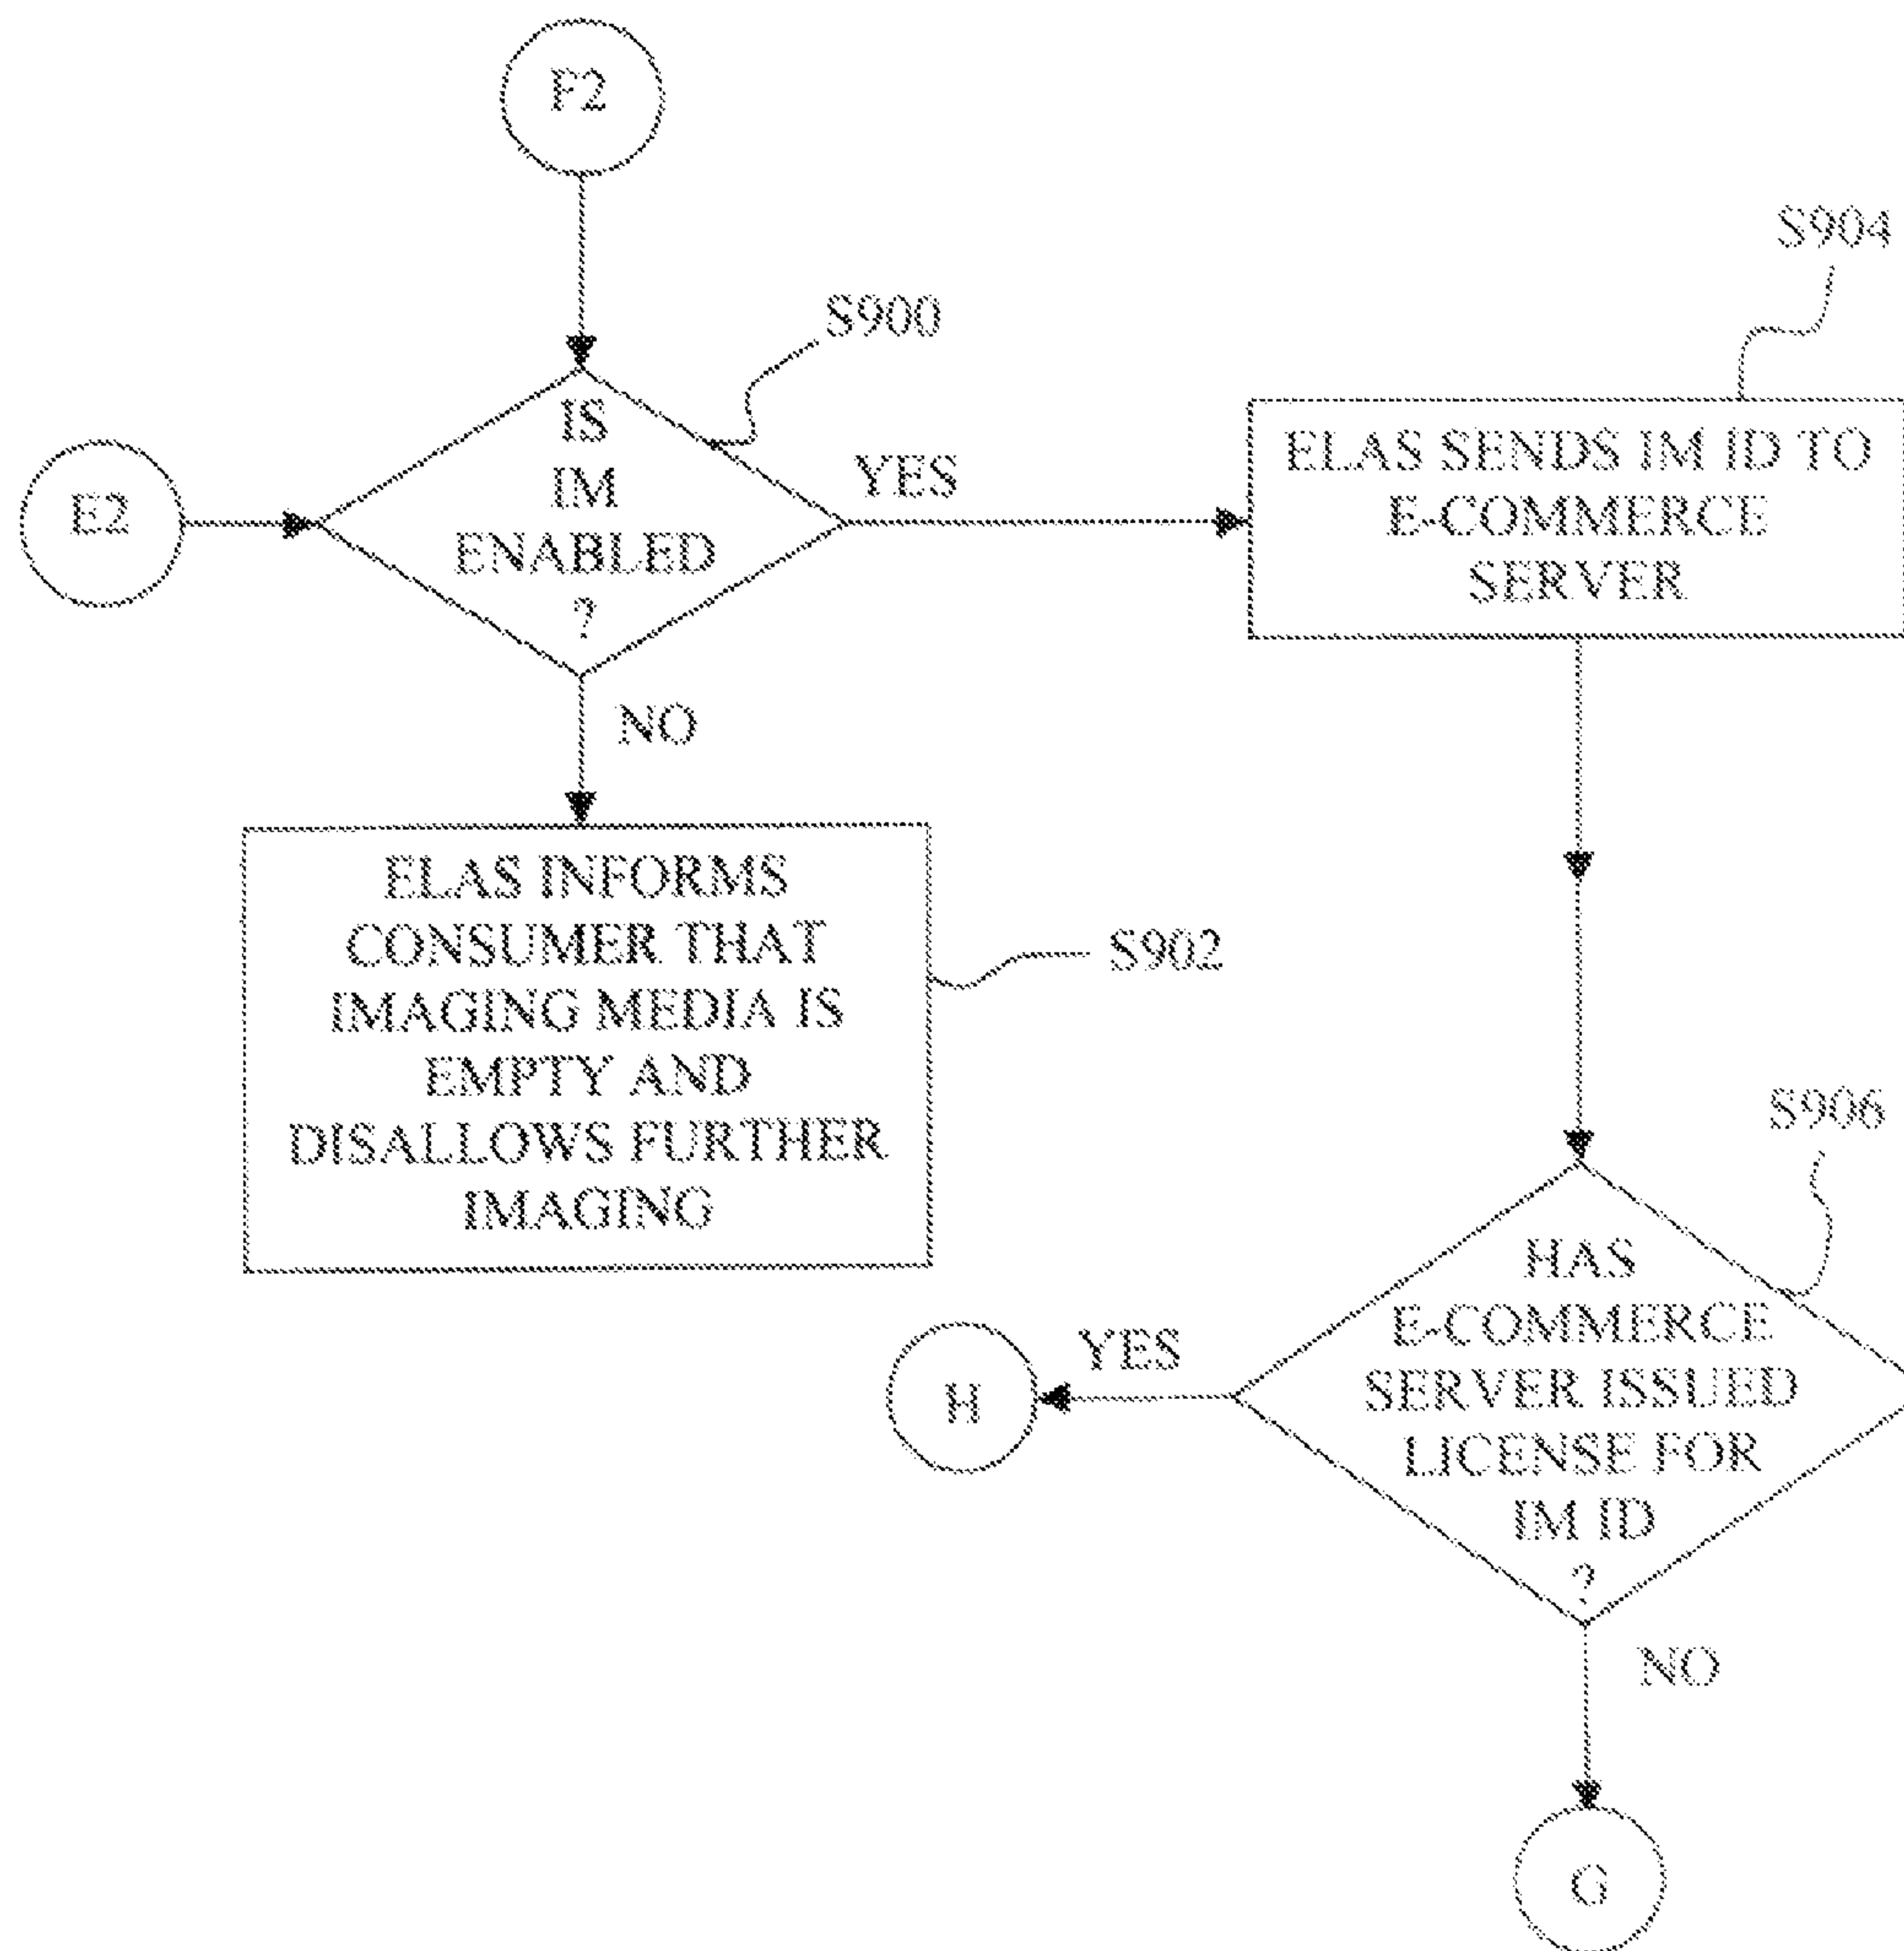 F2
S904
S900
IS
IM
ENABLED
?
E2
YES
ELAS SENDS IM ID TO
E-COMMERCE
SERVER
NO
ELAS INFORMS
CONSUMER THAT
IMAGING MEDIA IS
EMPTY AND
DISALLOWS FURTHER
IMAGING
S902
S906
HAS
E-COMMERCE
SERVER ISSUED
LICENSE FOR
IM ID
?
YES
H
NO
G